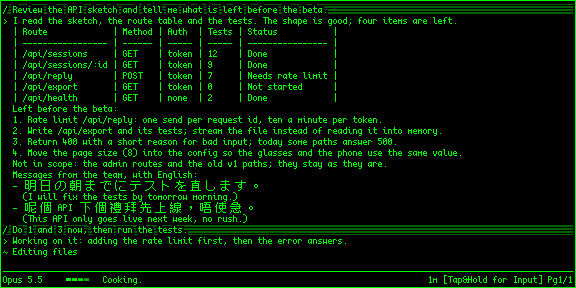 / Review the API sketch and tell me what is left before the beta.
> I read the sketch, the route table and the tests. The shape is good; four items are left.
| Route | Method | Auth | Tests | Status |
| ----------------- | ------ | ----- | ----- | ---------------- |
| /api/sessions | GET | token | 12 | Done |
| /api/sessions/:id | GET | token | 9 | Done |
| /api/reply | POST | token | 7 | Needs rate limit |
| /api/export | GET | token | 0 | Not started |
| /api/health | GET | none | 2 | Done |
Left before the beta:
1. Rate limit /api/reply: one send per request id, ten a minute per token.
2. Write /api/export and its tests; stream the file instead of reading it into memory.
3. Return 400 with a short reason for bad input; today some paths answer 500.
4. Move the page size (8) into the config so the glasses and the phone use the same value.
Not in scope: the admin routes and the old v1 paths; they stay as they are.
Messages from the team, with English:
- 明日の朝までにテストを直します。
(I will fix the tests by tomorrow morning.)
- 呢個 API 下個禮拜先上線，唔使急。
(This API only goes live next week, no rush.)
/ Do 1 and 3 now, then run the tests.
> Working on it: adding the rate limit first, then the error answers.
~ Editing files
Opus 5.5 Cooking. 1м [Tap&Hold for Input] Pg1/1